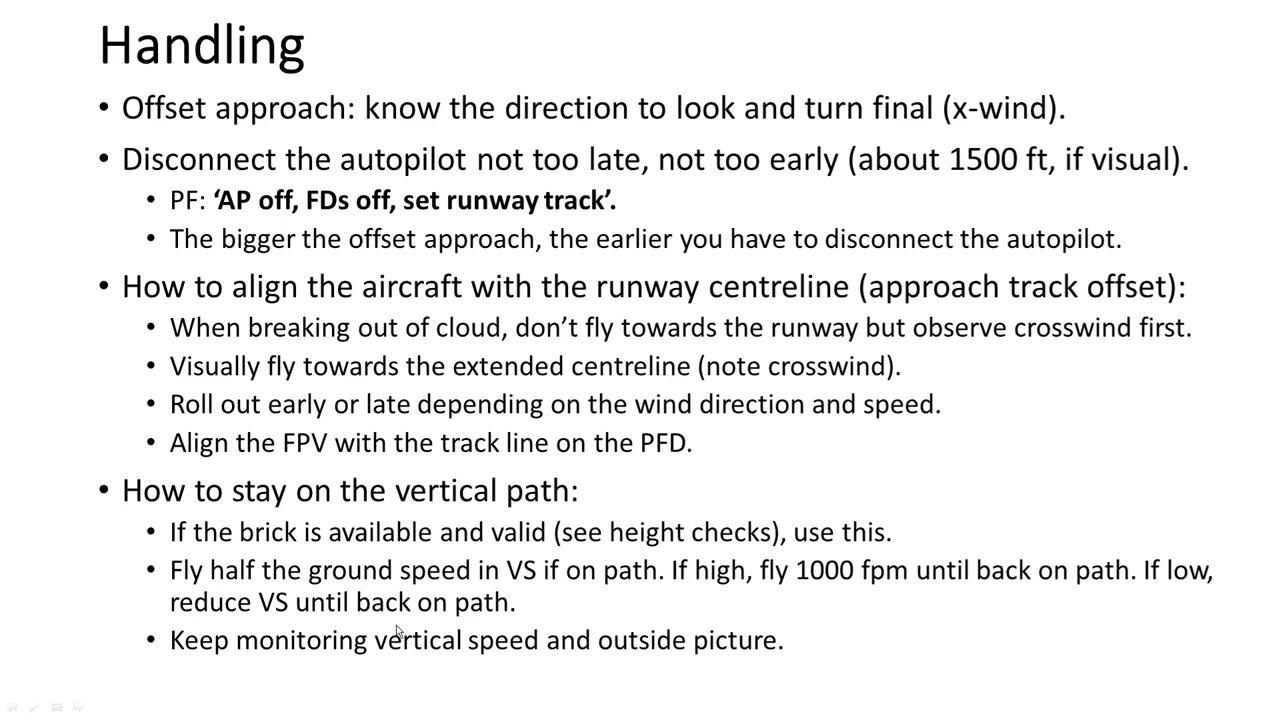 Handling
• Offset approach: know the direction to look and turn final (x-wind).
• Disconnect the autopilot not too late, not too early (about 1500 ft, if visual).
• PF: ‘AP off, FDs off, set runway track’.
• The bigger the offset approach, the earlier you have to disconnect the autopilot.
• How to align the aircraft with the runway centreline (approach track offset):
• When breaking out of cloud, don’t fly towards the runway but observe crosswind first.
• Visually fly towards the extended centreline (note crosswind).
• Roll out early or late depending on the wind direction and speed.
• Align the FPV with the track line on the PFD.
• How to stay on the vertical path:
• If the brick is available and valid (see height checks), use this.
• Fly half the ground speed in VS if on path. If high, fly 1000 fpm until back on path. If low,
reduce VS until back on path.
• Keep monitoring vertical speed and outside picture.